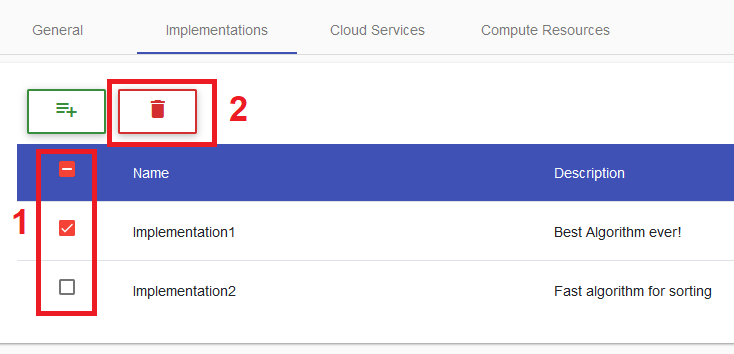 General Implementations Cloud Services Compute Resources
2
Name Description
1
Implementation1 Best Algorithm ever!
Implementation2 Fast algorithm for sorting